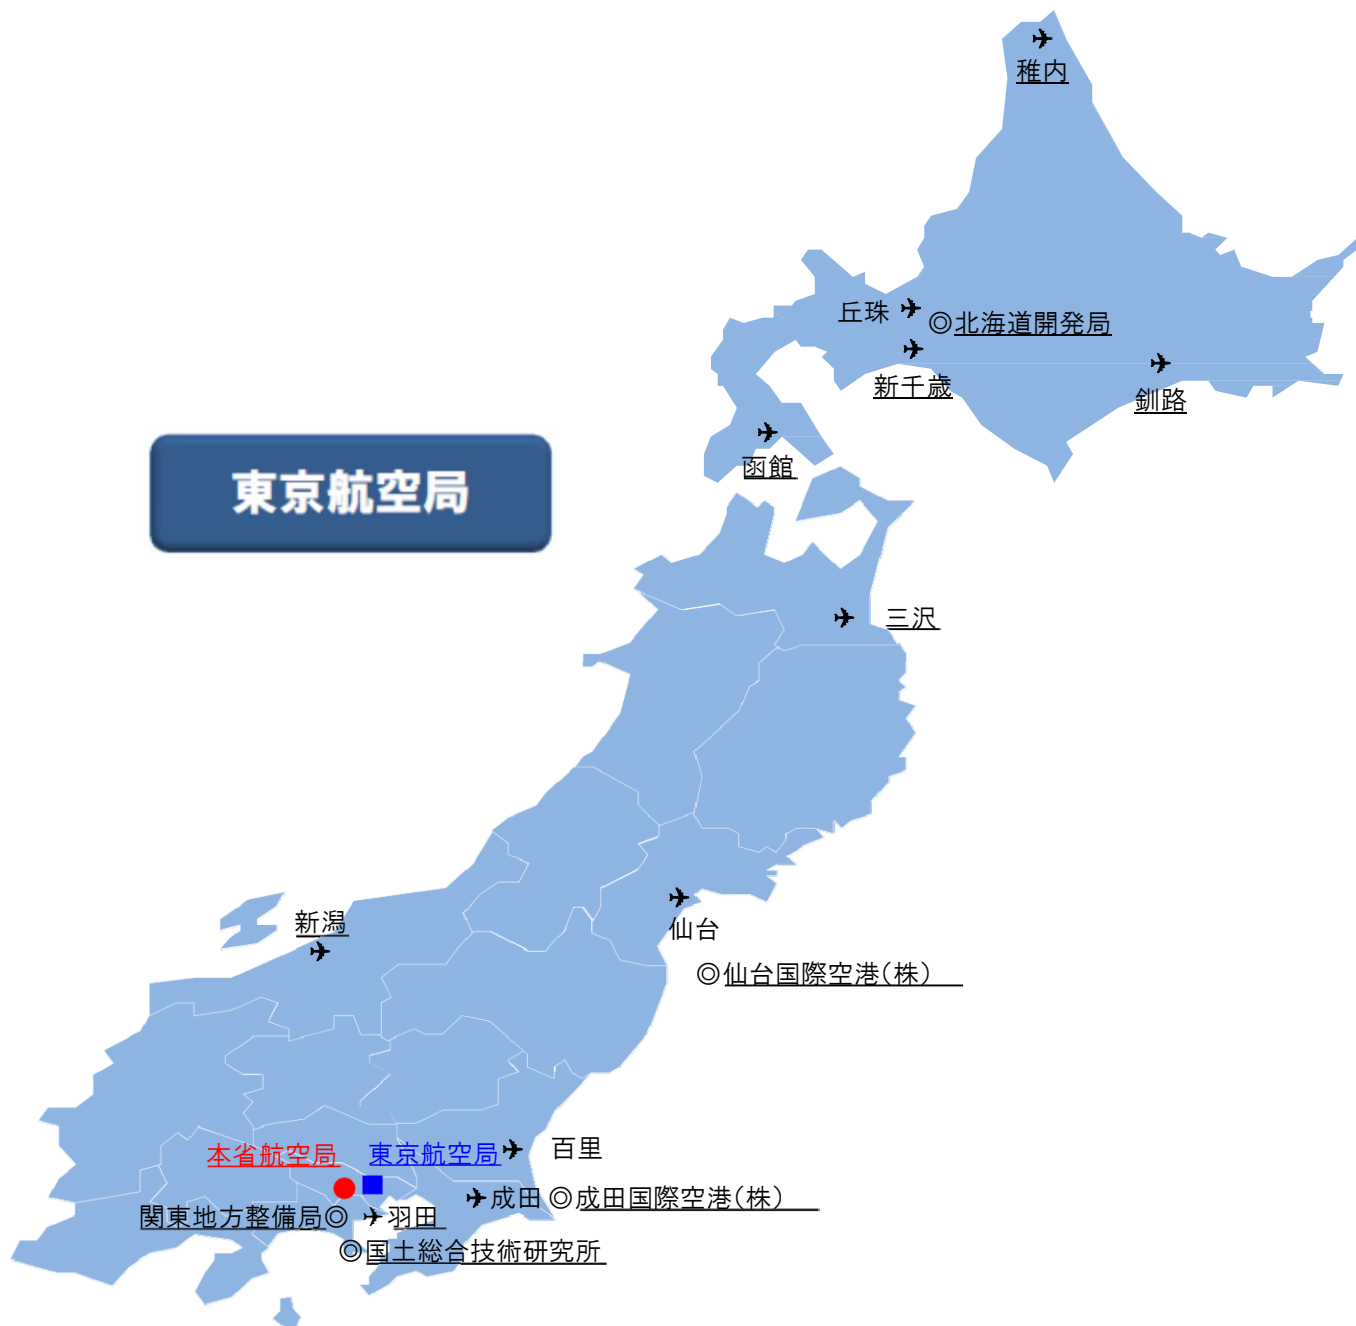 稚内
丘珠
◎北海道開発局
新千歳
釧路
函館
東京航空局
三沢
新潟
仙台
◎仙台国際空港(株)
本省航空局
東京航空局
百里
成田
◎成田国際空港(株)
関東地方整備局◎
羽田
◎国土総合技術研究所